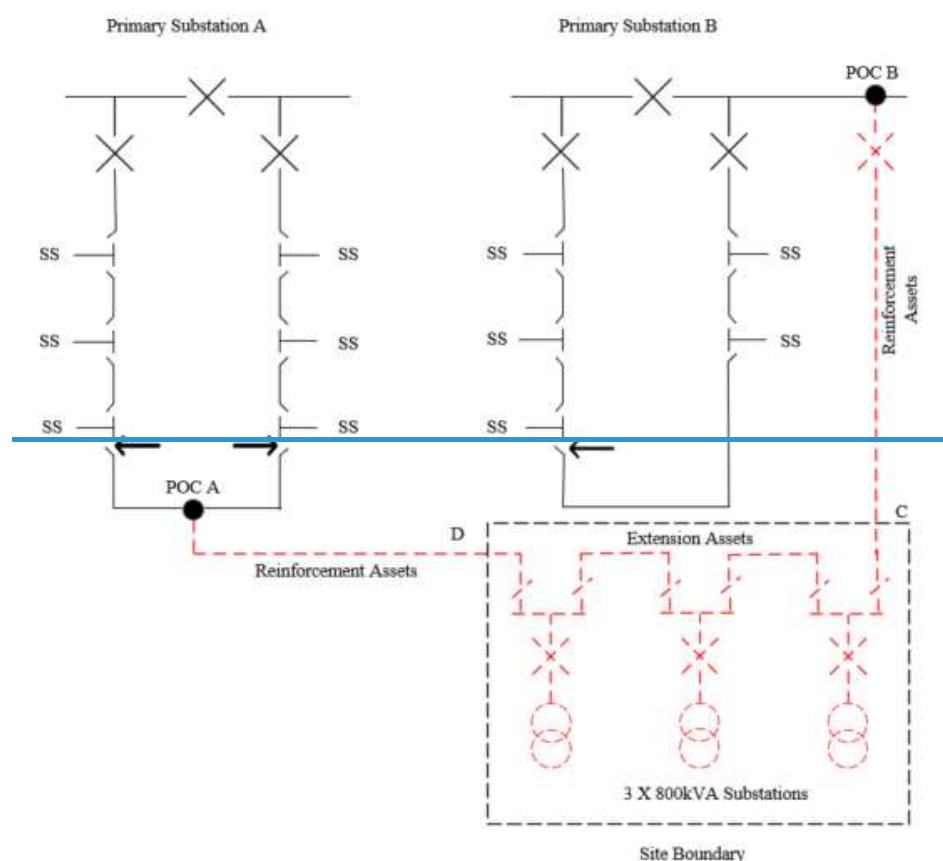 Primary Substation A
Primary Substation B
POC B
SS
SS
SS
SS
SS
SS
SS
SS
SS
SS
SS
Reinforcement
Assets
POC A
D
C
Extension Assets
Reinforcement Assets
3 X 800kVA Substations
Site Boundary